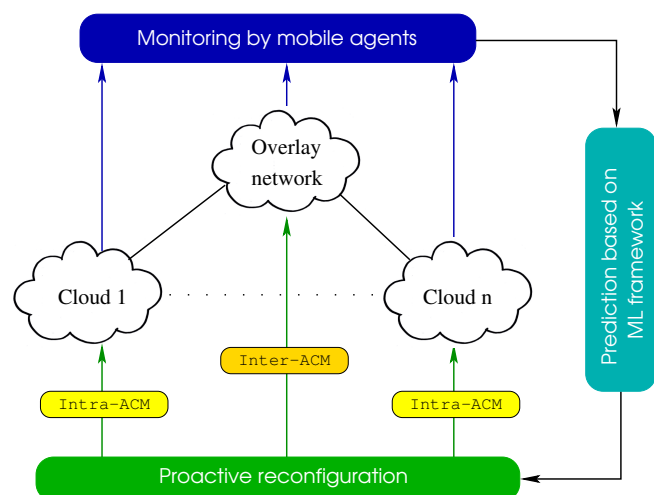 Monitoring by mobile agents
Overlay
network
Cloud 1
Cloud n
Prediction based on
ML framework
Inter-ACM
Intra-ACM
Intra-ACM
Proactive reconfiguration